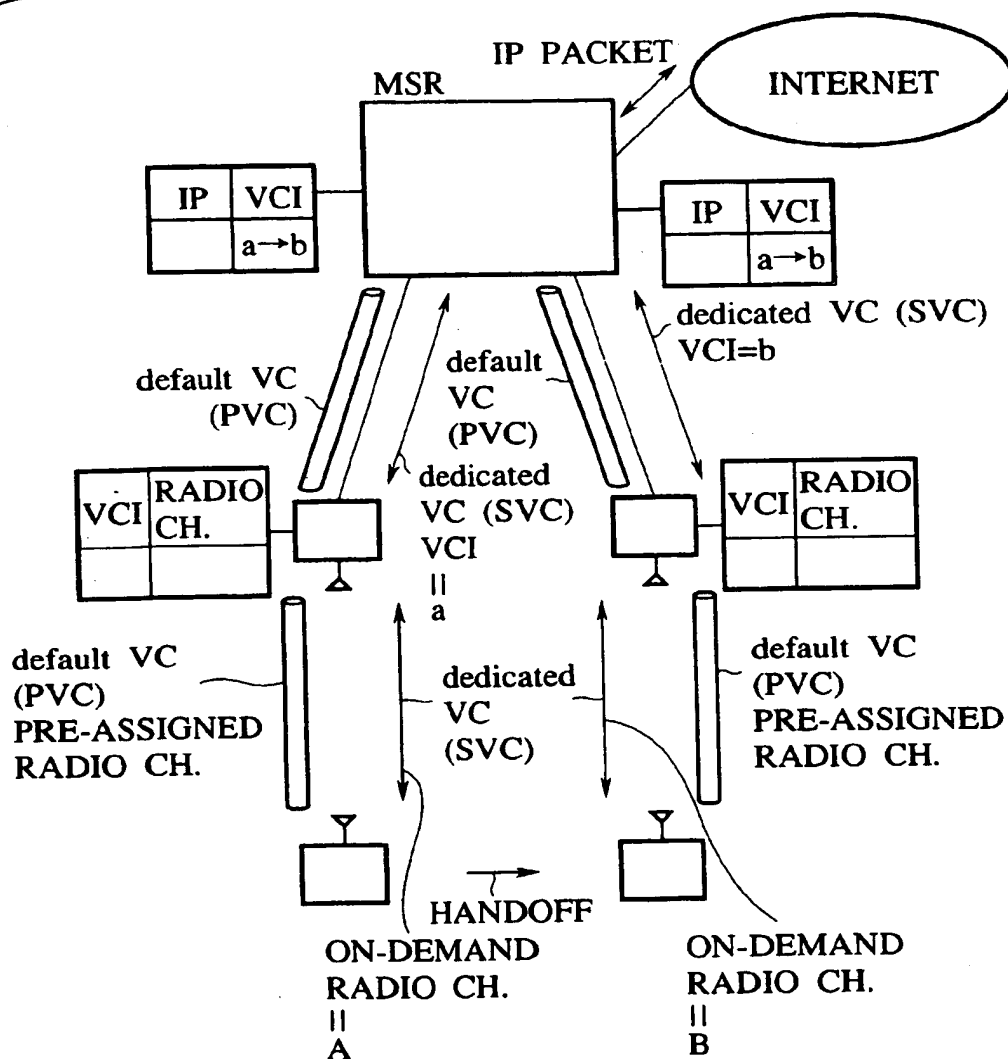 IP PACKET
MSR
INTERNET
IP VCI
a→b
IP VCI
a→b
dedicated VC (SVC)
VCI=b
default VC
(PVC)
default
VC
(PVC)
dedicated
VC (SVC)
VCI
=
a
VCI RADIO
CH.
VCI RADIO
CH.
default VC
(PVC)
PRE-ASSIGNED
RADIO CH.
dedicated
VC
(SVC)
default VC
(PVC)
PRE-ASSIGNED
RADIO CH.
HANDOFF
ON-DEMAND
RADIO CH.
=
A
ON-DEMAND
RADIO CH.
=
B